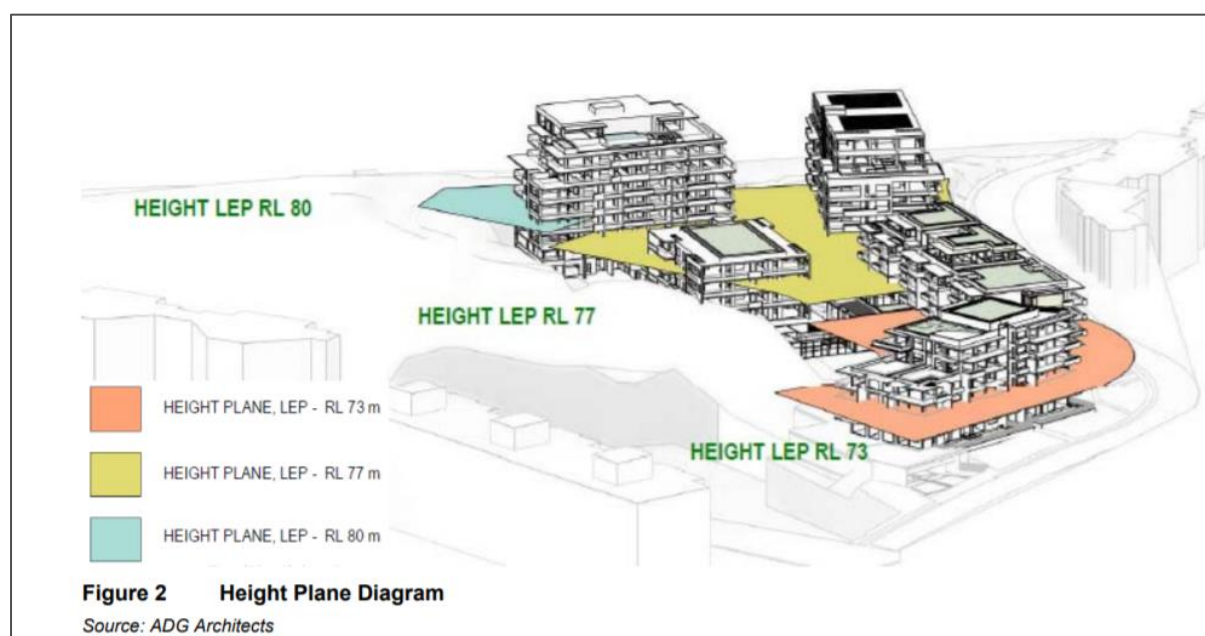 HEIGHT LEP RL 80
HEIGHT LEP RL 77
HEIGHT LEP RL 73
HEIGHT PLANE, LEP - RL 73 m
HEIGHT PLANE, LEP - RL 77 m
HEIGHT PLANE, LEP - RL 80 m
Figure 2 Height Plane Diagram
Source: ADG Architects